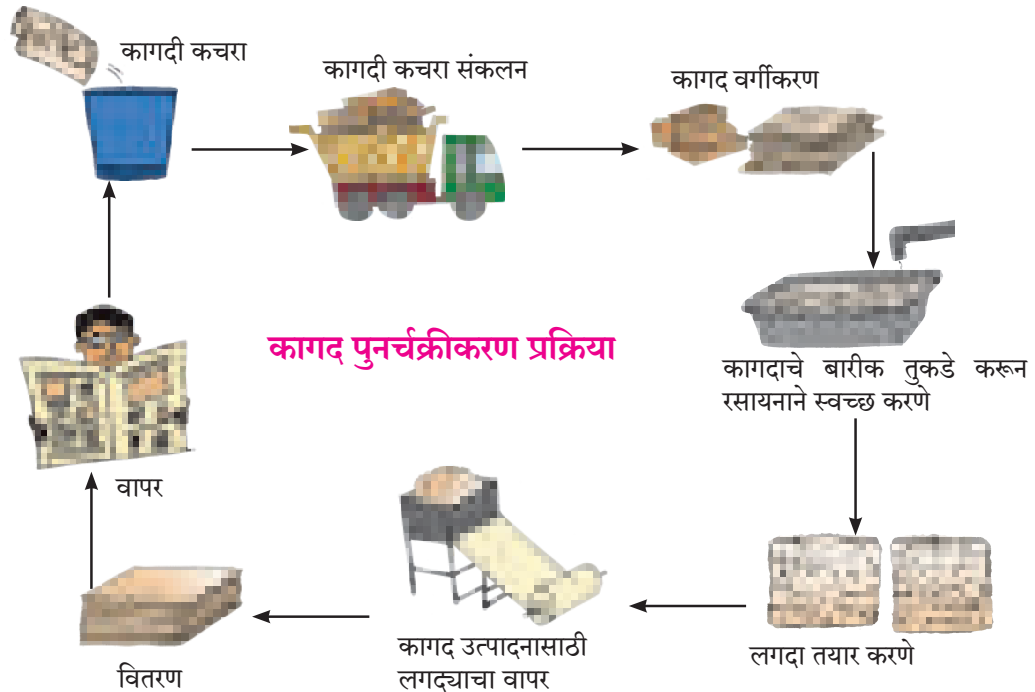 कागदी कचरा
कागदी कचरा संकलन
कागद वर्गीकरण
कागद पुनर्चक्रीकरण प्रक्रिया
कागदाचे बारीक तुकडे करून
रसायनाने स्वच्छ करणे
लगदा तयार करणे
कागद उत्पादनासाठी
लगद्याचा वापर
वितरण
वापर